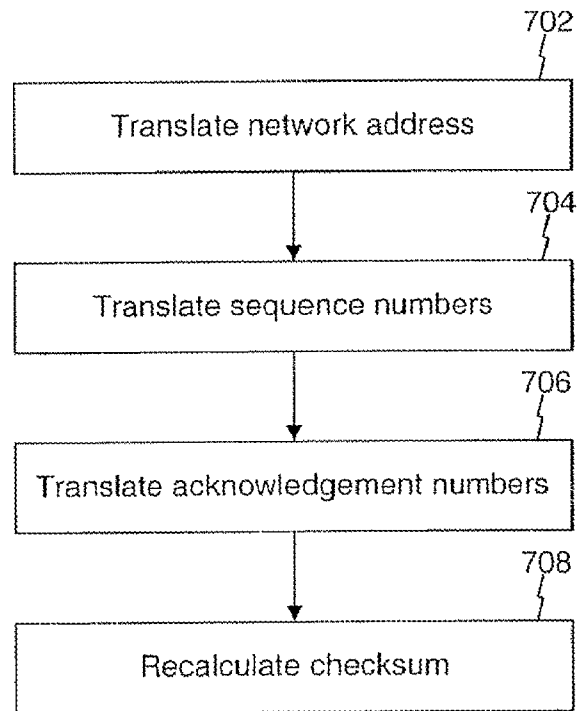 702
Translate network address
704
Translate sequence numbers
706
Translate acknowledgement numbers
708
Recalculate checksum